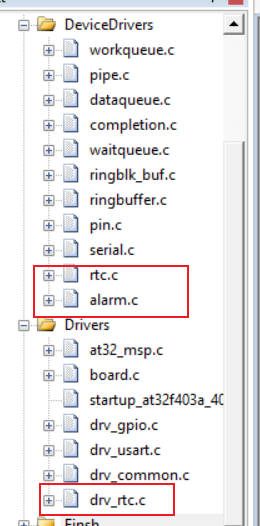 DeviceDrivers
workqueue.c
pipe.c
dataqueue.c
completion.c
waitqueue.c
ringblk_buf.c
ringbuffer.c
pin.c
serial.c
rtc.c
alarm.c
Drivers
at32_msp.c
board.c
startup_at32f403a_40
drv_gpio.c
drv_usart.c
drv_common.c
drv_rtc.c
Finsh